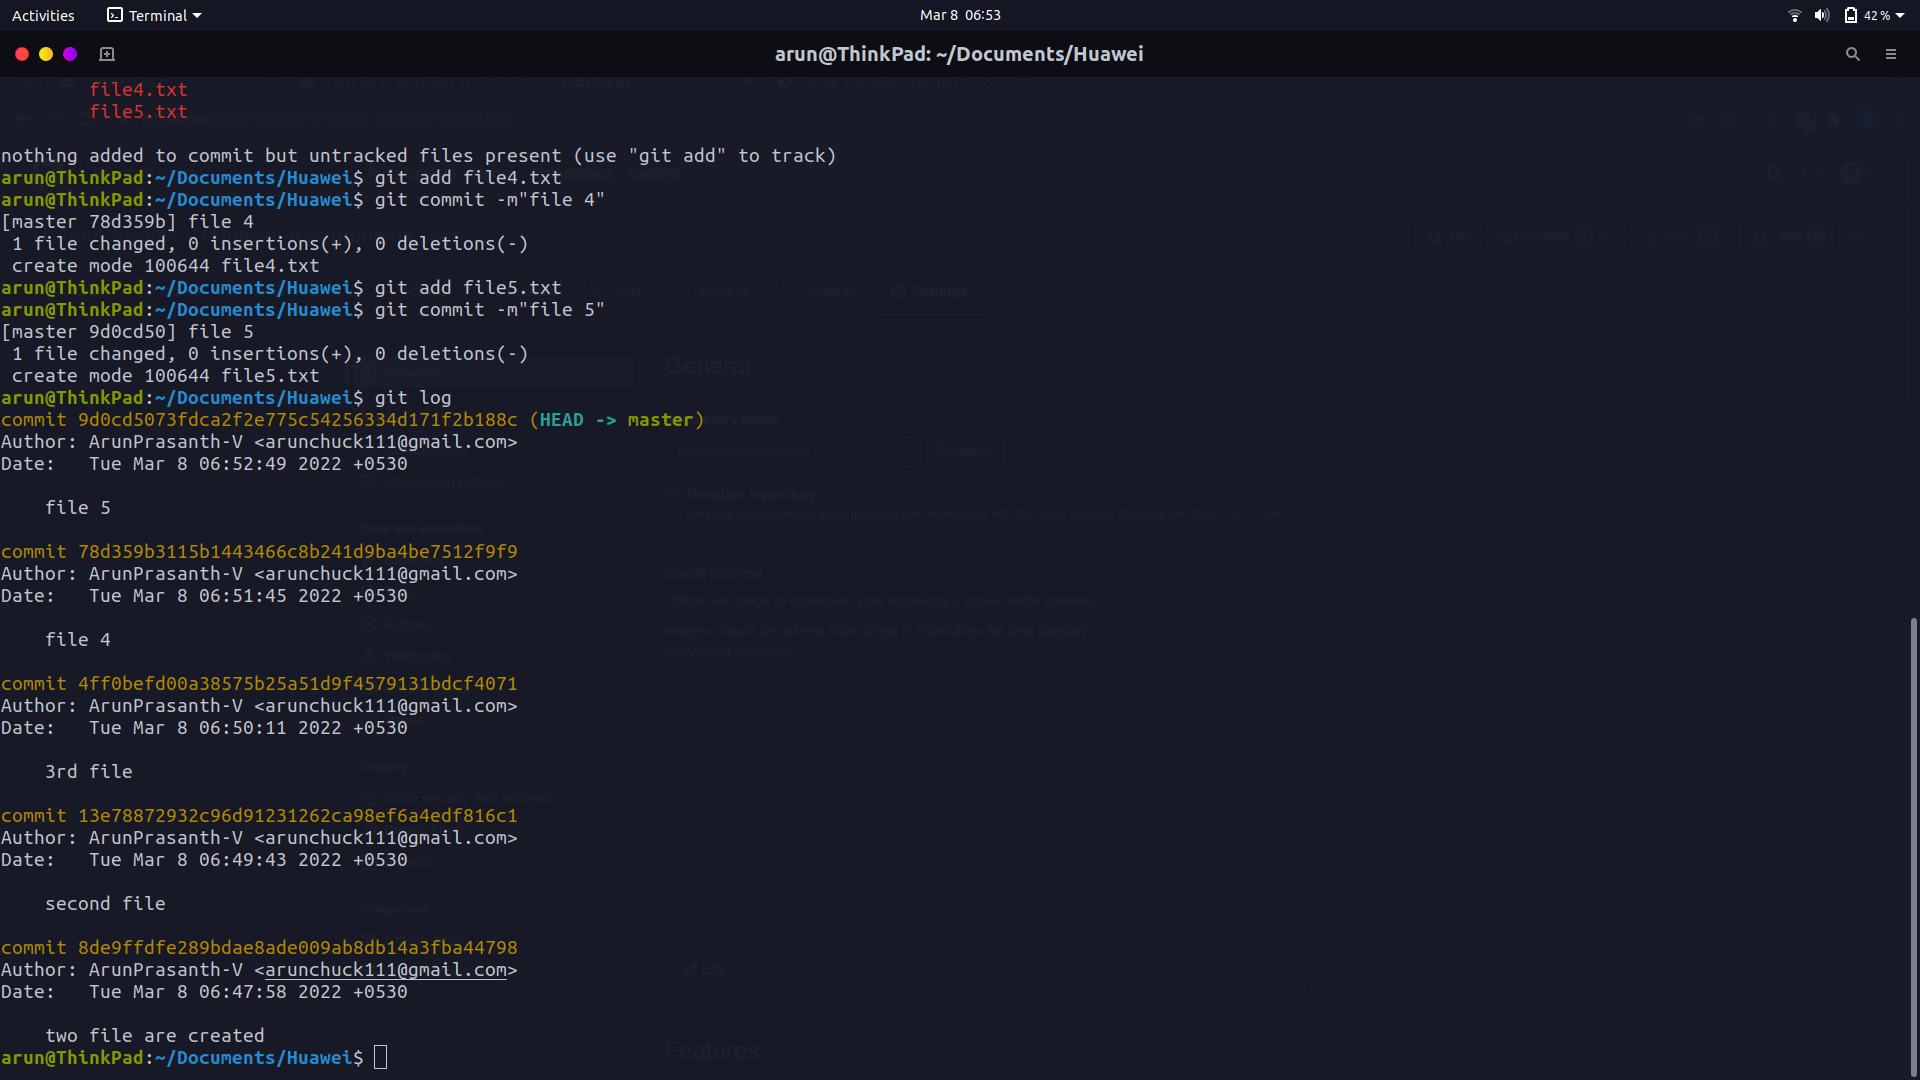 Activities Terminal Mar 8 06:53 42 %
arun@ThinkPad: ~/Documents/Huawei
file4.txt
file5.txt
nothing added to commit but untracked files present (use "git add" to track)
arun@ThinkPad:~/Documents/Huawei$ git add file4.txt
arun@ThinkPad:~/Documents/Huawei$ git commit -m"file 4"
[master 78d359b] file 4
1 file changed, 0 insertions(+), 0 deletions(-)
create mode 100644 file4.txt
arun@ThinkPad:~/Documents/Huawei$ git add file5.txt
arun@ThinkPad:~/Documents/Huawei$ git commit -m"file 5"
[master 9d0cd50] file 5
1 file changed, 0 insertions(+), 0 deletions(-)
create mode 100644 file5.txt
arun@ThinkPad:~/Documents/Huawei$ git log
commit 9d0cd5073fdca2f2e775c54256334d171f2b188c (HEAD -> master)
Author: ArunPrasanth-V <arunchuck111@gmail.com>
Date:   Tue Mar 8 06:52:49 2022 +0530
file 5
commit 78d359b3115b1443466c8b241d9ba4be7512f9f9
Author: ArunPrasanth-V <arunchuck111@gmail.com>
Date:   Tue Mar 8 06:51:45 2022 +0530
file 4
commit 4ff0befd00a38575b25a51d9f4579131bdcf4071
Author: ArunPrasanth-V <arunchuck111@gmail.com>
Date:   Tue Mar 8 06:50:11 2022 +0530
3rd file
commit 13e78872932c96d91231262ca98ef6a4edf816c1
Author: ArunPrasanth-V <arunchuck111@gmail.com>
Date:   Tue Mar 8 06:49:43 2022 +0530
second file
commit 8de9ffdfe289bdae8ade009ab8db14a3fba44798
Author: ArunPrasanth-V <arunchuck111@gmail.com>
Date:   Tue Mar 8 06:47:58 2022 +0530
two file are created
arun@ThinkPad:~/Documents/Huawei$